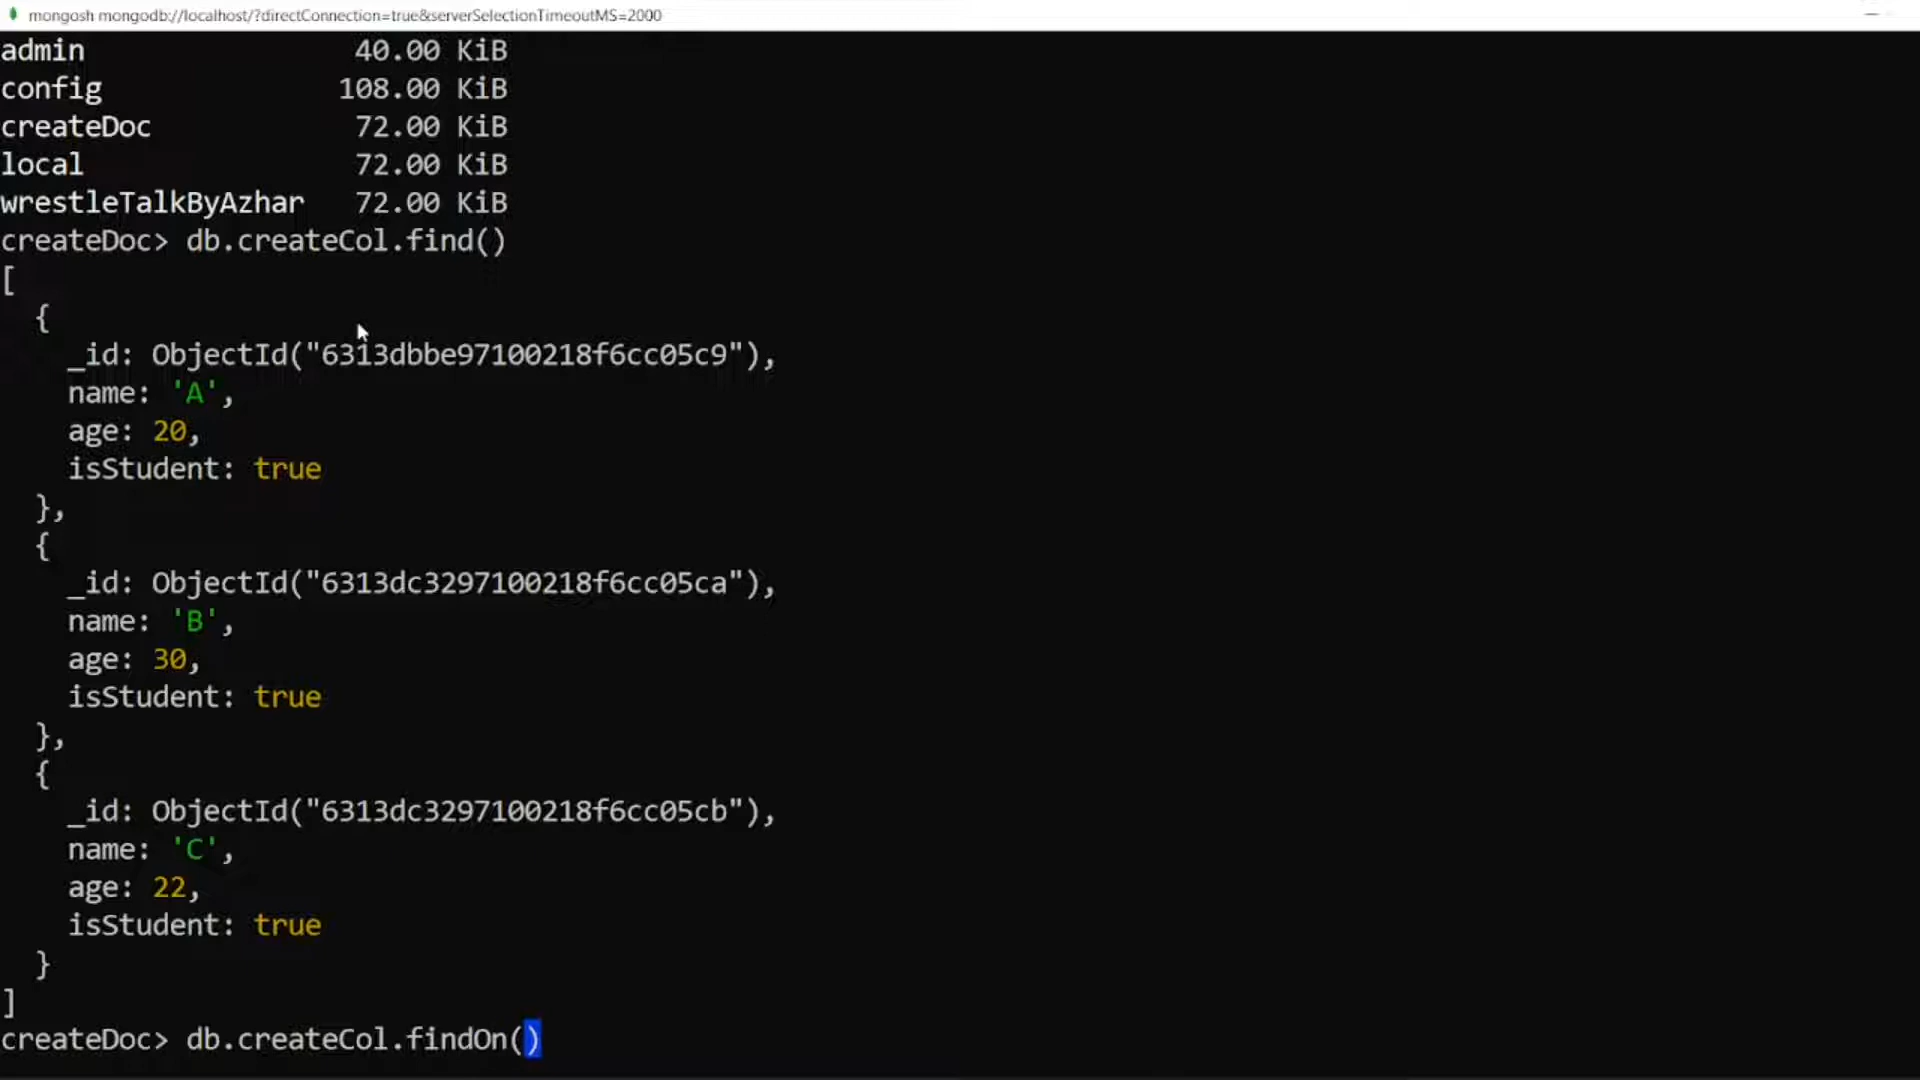 mongosh mongodb://localhost/?directConnection=true&serverSelectionTimeoutMS=2000
admin 40.00 KiB
config 108.00 KiB
createDoc 72.00 KiB
local 72.00 KiB
wrestleTalkByAzhar 72.00 KiB
createDoc> db.createCol.find()
[
{
_id: ObjectId("6313dbbe97100218f6cc05c9"),
name: 'A',
age: 20,
isStudent: true
},
{
_id: ObjectId("6313dc3297100218f6cc05ca"),
name: 'B',
age: 30,
isStudent: true
},
{
_id: ObjectId("6313dc3297100218f6cc05cb"),
name: 'C',
age: 22,
isStudent: true
}
]
createDoc> db.createCol.findOn()